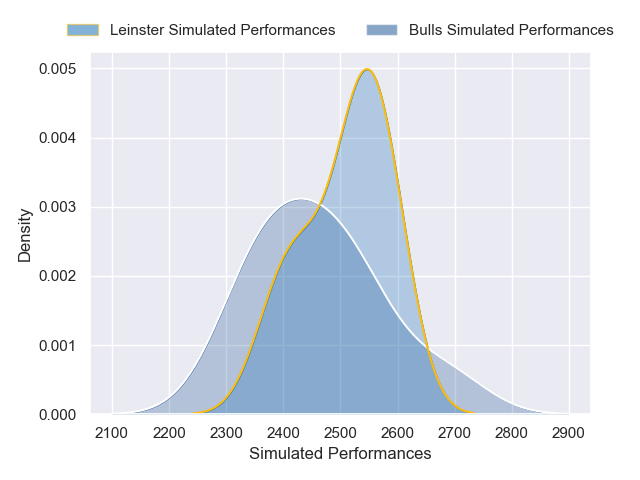 Leinster Simulated Performances
Bulls Simulated Performances
0.005
0.004
0.003
0.002
0.001
0.000
Density
2100 2200 2300 2400 2500 2600 2700 2800 2900
Simulated Performances